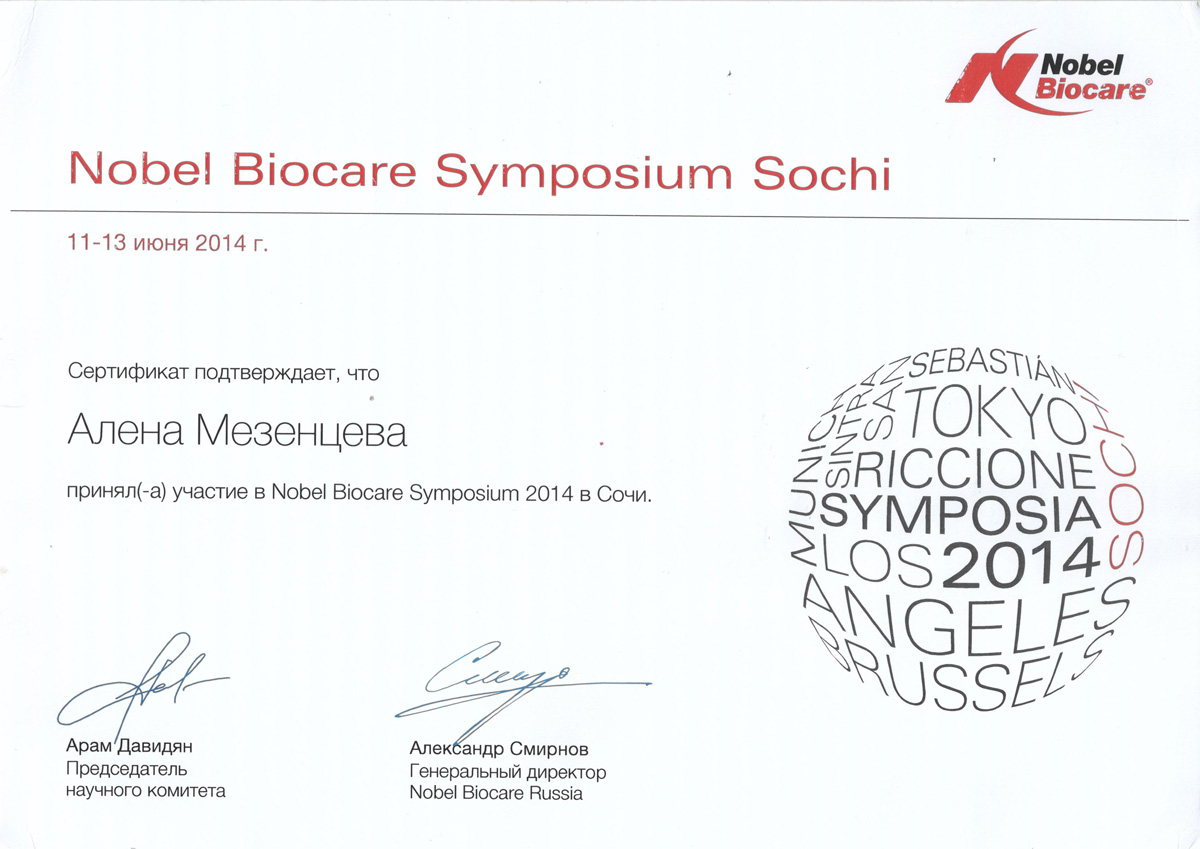 Nobel
Biocare®
Nobel Biocare Symposium Sochi
11-13 июня 2014 г.
Сертификат подтверждает, что
Алена Мезенцева
принял(-а) участие в Nobel Biocare Symposium 2014 в Сочи.
SAN SEBASTIÁN
SINTRA
MUNICH
TOKYO
RICCIONE
SYMPOSIA
LOS 2014
ANGELES
BRUSSELS
SOCHI
Арам Давидян
Председатель
научного комитета
Александр Смирнов
Генеральный директор
Nobel Biocare Russia